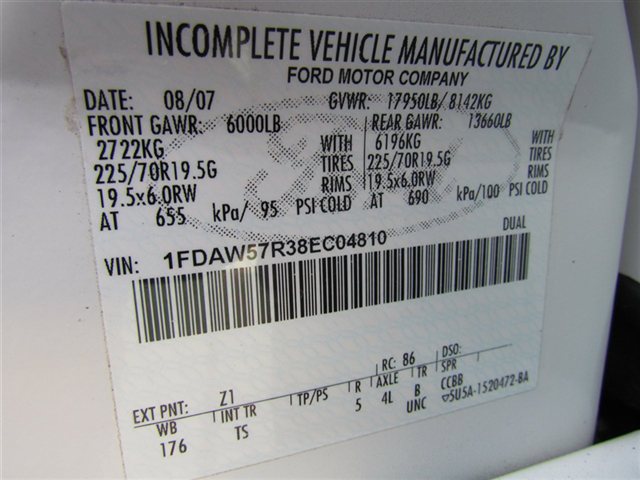 INCOMPLETE VEHICLE MANUFACTURED BY
FORD MOTOR COMPANY
DATE: 08/07 GVWR: 17950LB/ 8142KG
FRONT GAWR: 6000LB REAR GAWR: 13660LB
2722KG WITH 6196KG WITH
225/70R19.5G TIRES 225/70R19.5G TIRES
19.5x6.0RW RIMS 19.5x6.0RW RIMS
AT 655 kPa/ 95 PSI COLD AT 690 kPa/100 PSI COLD
DUAL
VIN: 1FDAW57R38EC04810
RC: 86 DSO:
EXT PNT: Z1 TP/PS R AXLE TR SPR
WB INT TR 5 4L B CCBB
176 TS UNC 5U5A-1520472-BA